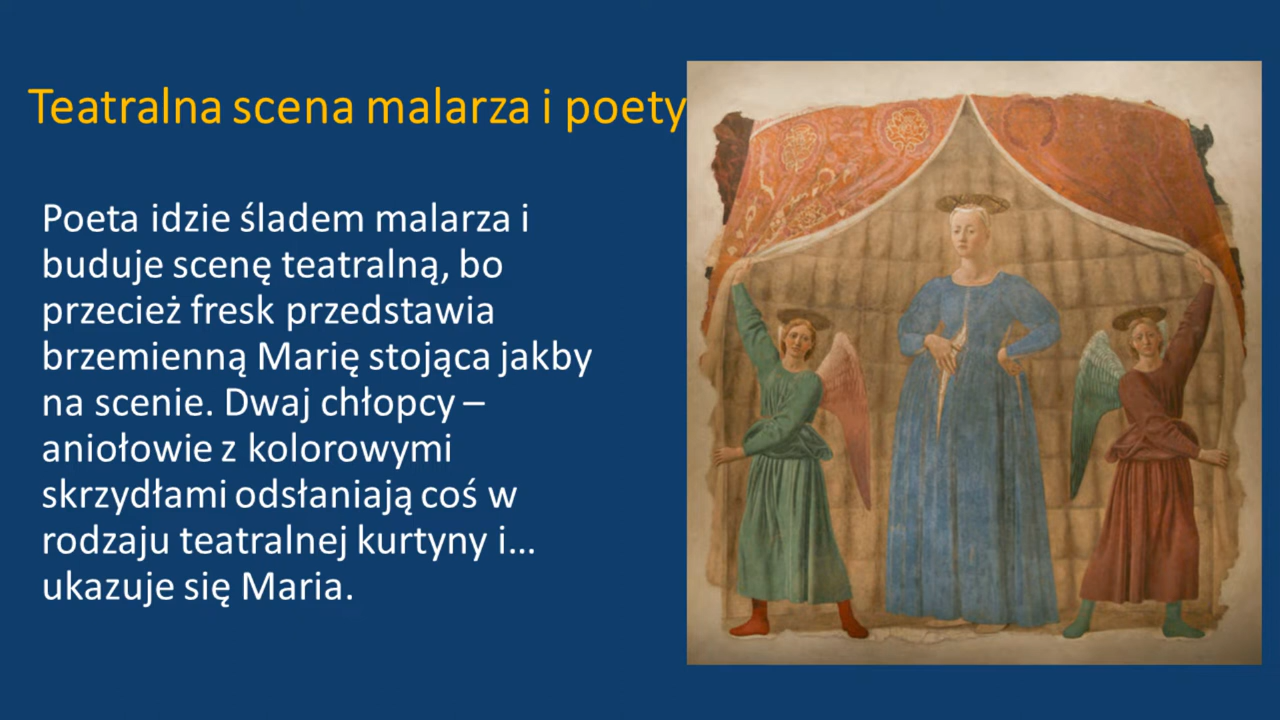 Teatralna scena malarza i poety
Poeta idzie śladem malarza i
buduje scenę teatralną, bo
przecież fresk przedstawia
brzemienną Marię stojąca jakby
na scenie. Dwaj chłopcy –
aniołowie z kolorowymi
skrzydłami odsłaniają coś w
rodzaju teatralnej kurtyny i…
ukazuje się Maria.